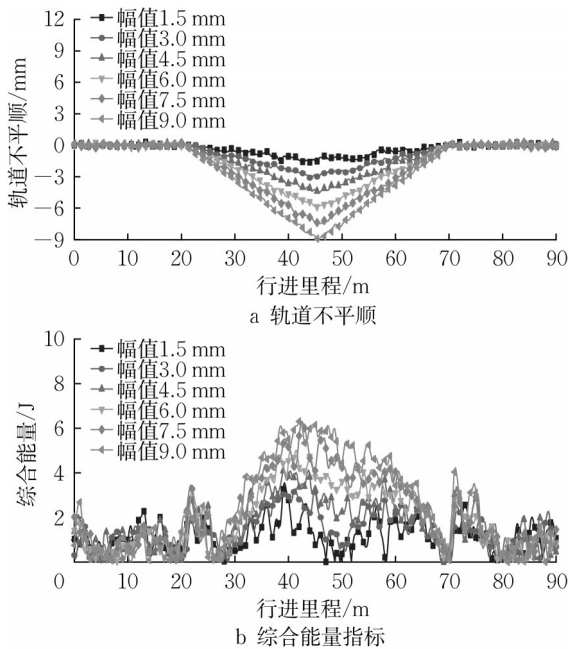 12
9
6
3
0
-3
-6
-9
轨道不平顺/mm
幅值1.5 mm
幅值3.0 mm
幅值4.5 mm
幅值6.0 mm
幅值7.5 mm
幅值9.0 mm
0 10 20 30 40 50 60 70 80 90
行进里程/m
a 轨道不平顺
10
8
6
4
2
综合能量/J
幅值1.5 mm
幅值3.0 mm
幅值4.5 mm
幅值6.0 mm
幅值7.5 mm
幅值9.0 mm
0 10 20 30 40 50 60 70 80 90
行进里程/m
b 综合能量指标